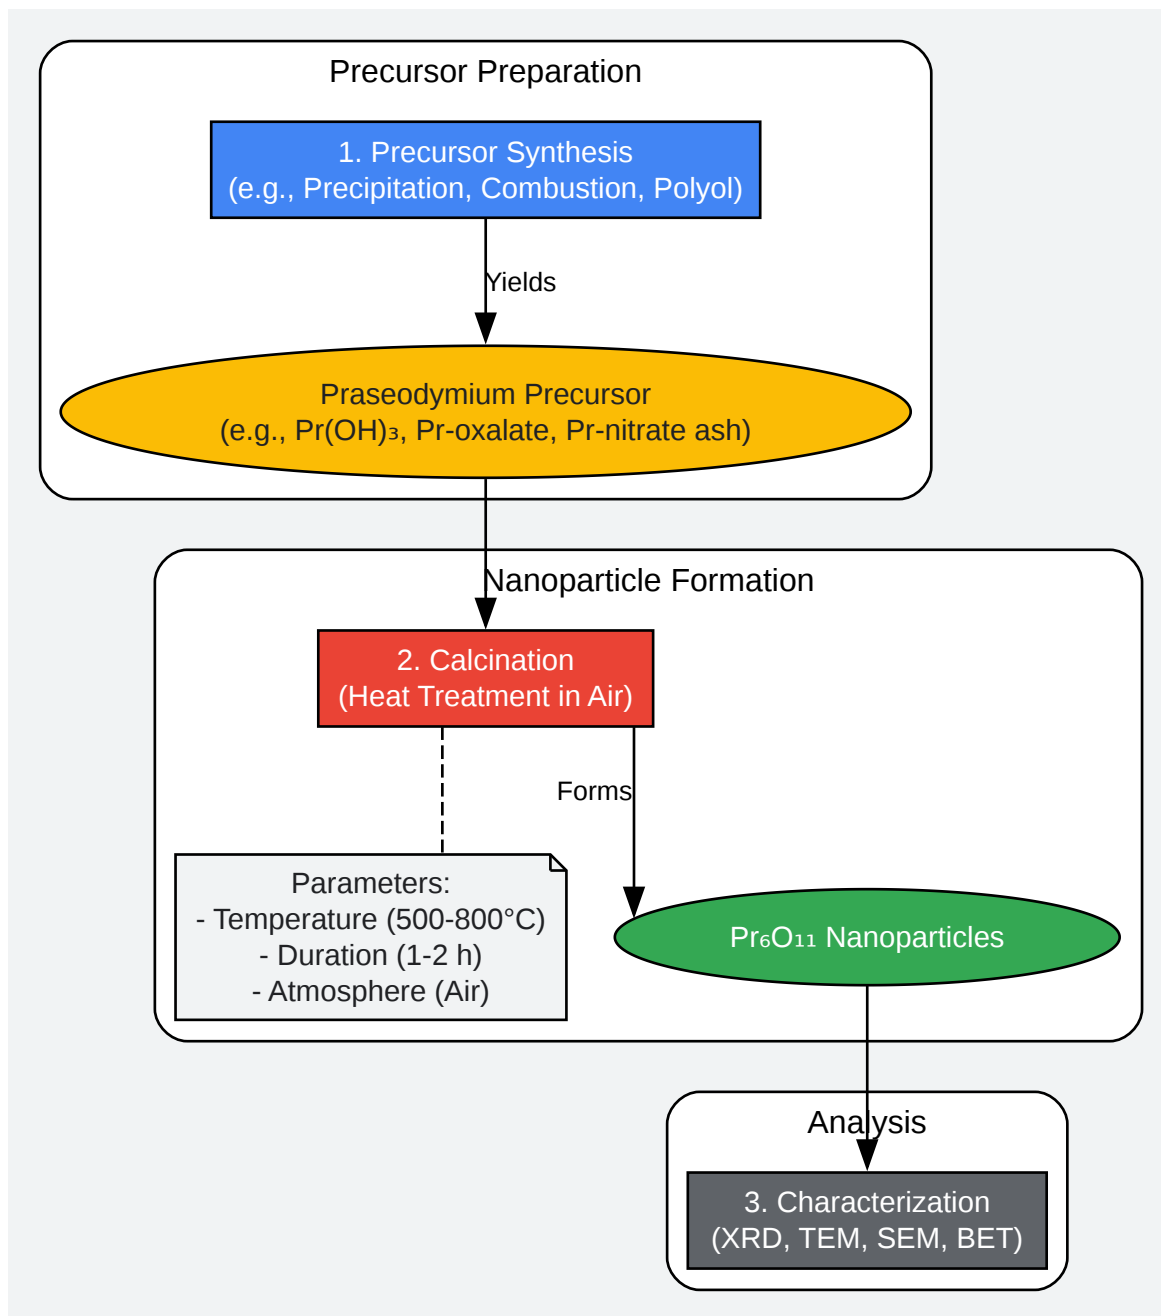 Precursor Preparation
1. Precursor Synthesis
(e.g., Precipitation, Combustion, Polyol)
Yields
Praseodymium Precursor
(e.g., Pr(OH)₃, Pr-oxalate, Pr-nitrate ash)
Nanoparticle Formation
2. Calcination
(Heat Treatment in Air)
Forms
Parameters:
- Temperature (500-800°C)
- Duration (1-2 h)
- Atmosphere (Air)
Pr₆O₁₁ Nanoparticles
Analysis
3. Characterization
(XRD, TEM, SEM, BET)